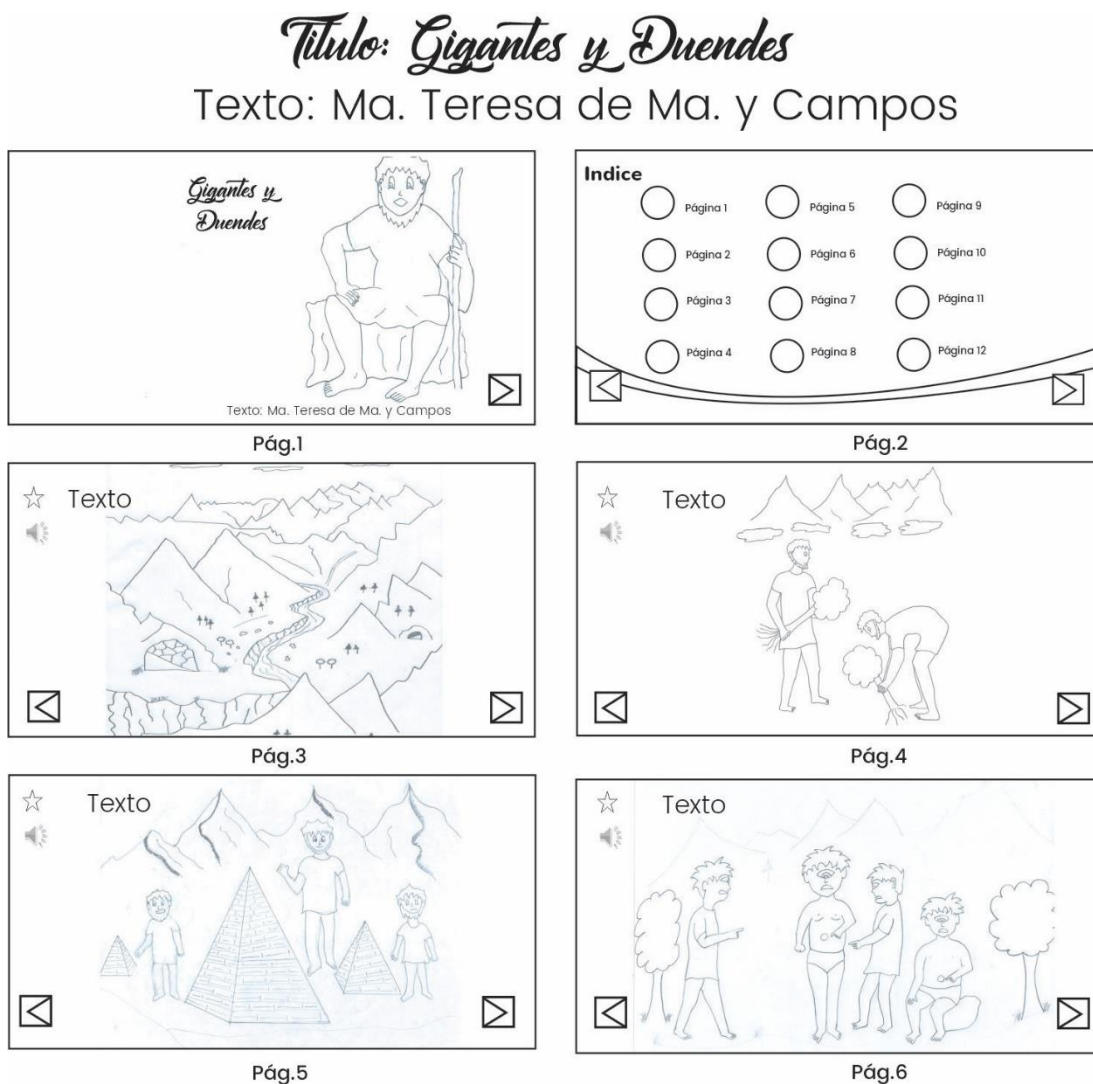 Titulo: Gigantes y Duendes
Texto: Ma. Teresa de Ma. y Campos
Gigantes y
Duendes
Texto: Ma. Teresa de Ma. y Campos
Pág.1
Indice
Página 1
Página 2
Página 3
Página 4
Página 5
Página 6
Página 7
Página 8
Página 9
Página 10
Página 11
Página 12
Pág.2
Texto
Pág.3
Texto
Pág.4
Texto
Pág.5
Texto
Pág.6